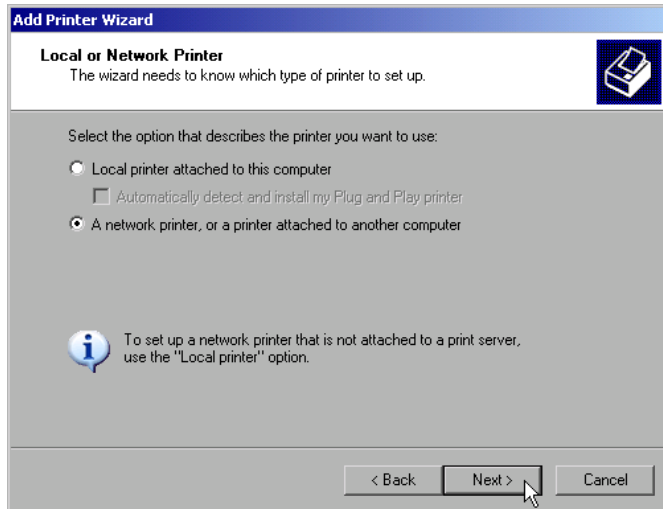 Add Printer Wizard
Local or Network Printer
The wizard needs to know which type of printer to set up.
Select the option that describes the printer you want to use:
Local printer attached to this computer
Automatically detect and install my Plug and Play printer
A network printer, or a printer attached to another computer
To set up a network printer that is not attached to a print server,
use the "Local printer" option.
< Back Next > Cancel